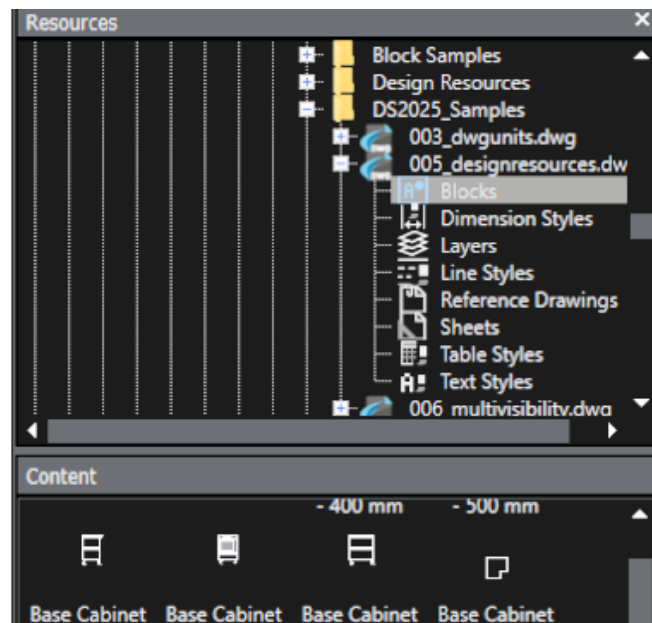 Resources
Block Samples
Design Resources
DS2025_Samples
003_dwgunits.dwg
005_designresources.dw
Blocks
Dimension Styles
Layers
Line Styles
Reference Drawings
Sheets
Table Styles
Text Styles
006_multivisibility.dwg
Content
- 400 mm - 500 mm
Base Cabinet Base Cabinet Base Cabinet Base Cabinet